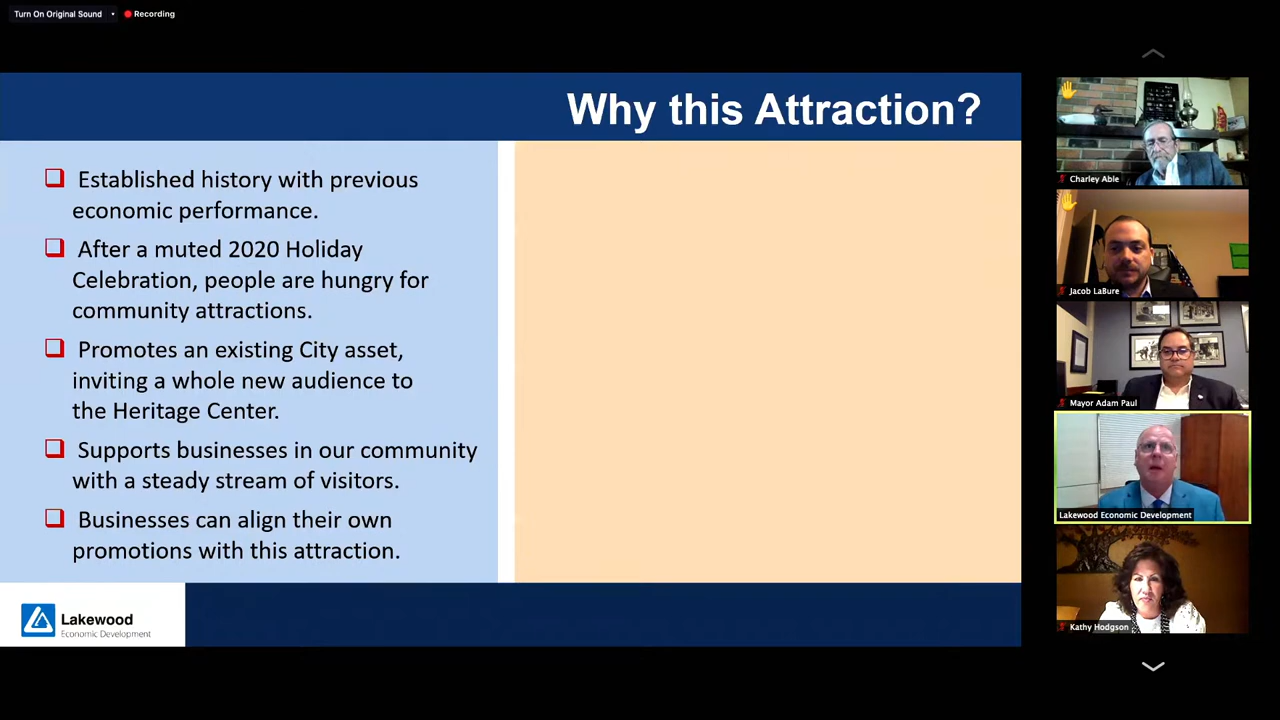 Turn On Original Sound
Recording
Why this Attraction?
Established history with previous
economic performance.
After a muted 2020 Holiday
Celebration, people are hungry for
community attractions.
Promotes an existing City asset,
inviting a whole new audience to
the Heritage Center.
Supports businesses in our community
with a steady stream of visitors.
Businesses can align their own
promotions with this attraction.
Lakewood
Economic Development
Charley Able
Jacob LaBure
Mayor Adam Paul
Lakewood Economic Development
Kathy Hodgson